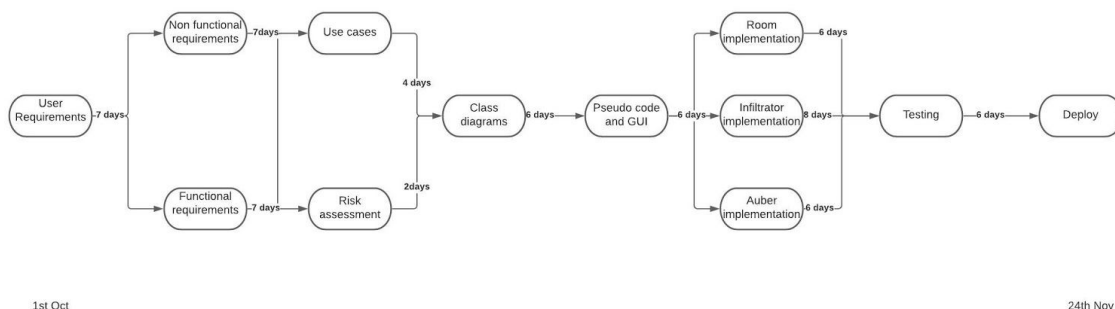 Non functional
requirements
7days
Use cases
4 days
User
Requirements
7 days
Functional
requirements
7 days
Risk
assessment
2days
Class
diagrams
6 days
Pseudo code
and GUI
6 days
Room
implementation
6 days
Infiltrator
implementation
8 days
Auber
implementation
6 days
Testing
6 days
Deploy
1st Oct
24th Nov